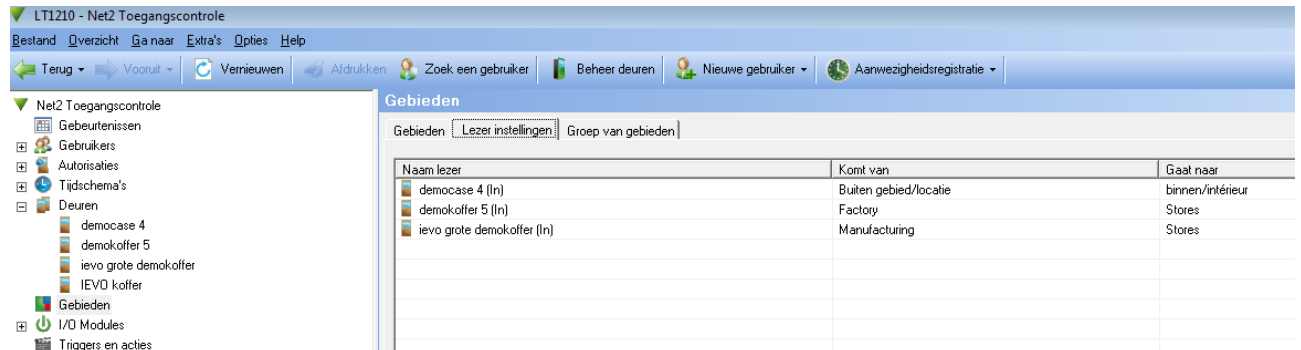 LT1210 - Net2 Toegangscontrole
Bestand Overzicht Ga naar Extra's Opties Help
Terug Vooruit Vernieuwen Afdrukken Zoek een gebruiker Beheer deuren Nieuwe gebruiker Aanwezigheidsregistratie
Net2 Toegangscontrole
Gebeurtenissen
Gebruikers
Autorisaties
Tijdschema's
Deuren
democase 4
demokoffer 5
ievo grote demokoffer
IEVO koffer
Gebieden
I/O Modules
Triggers en acties
Gebieden
Gebieden Lezer instellingen Groep van gebieden
Naam lezer Komt van Gaat naar
democase 4 (In) Buiten gebied/locatie binnen/intérieur
demokoffer 5 (In) Factory Stores
ievo grote demokoffer (In) Manufacturing Stores